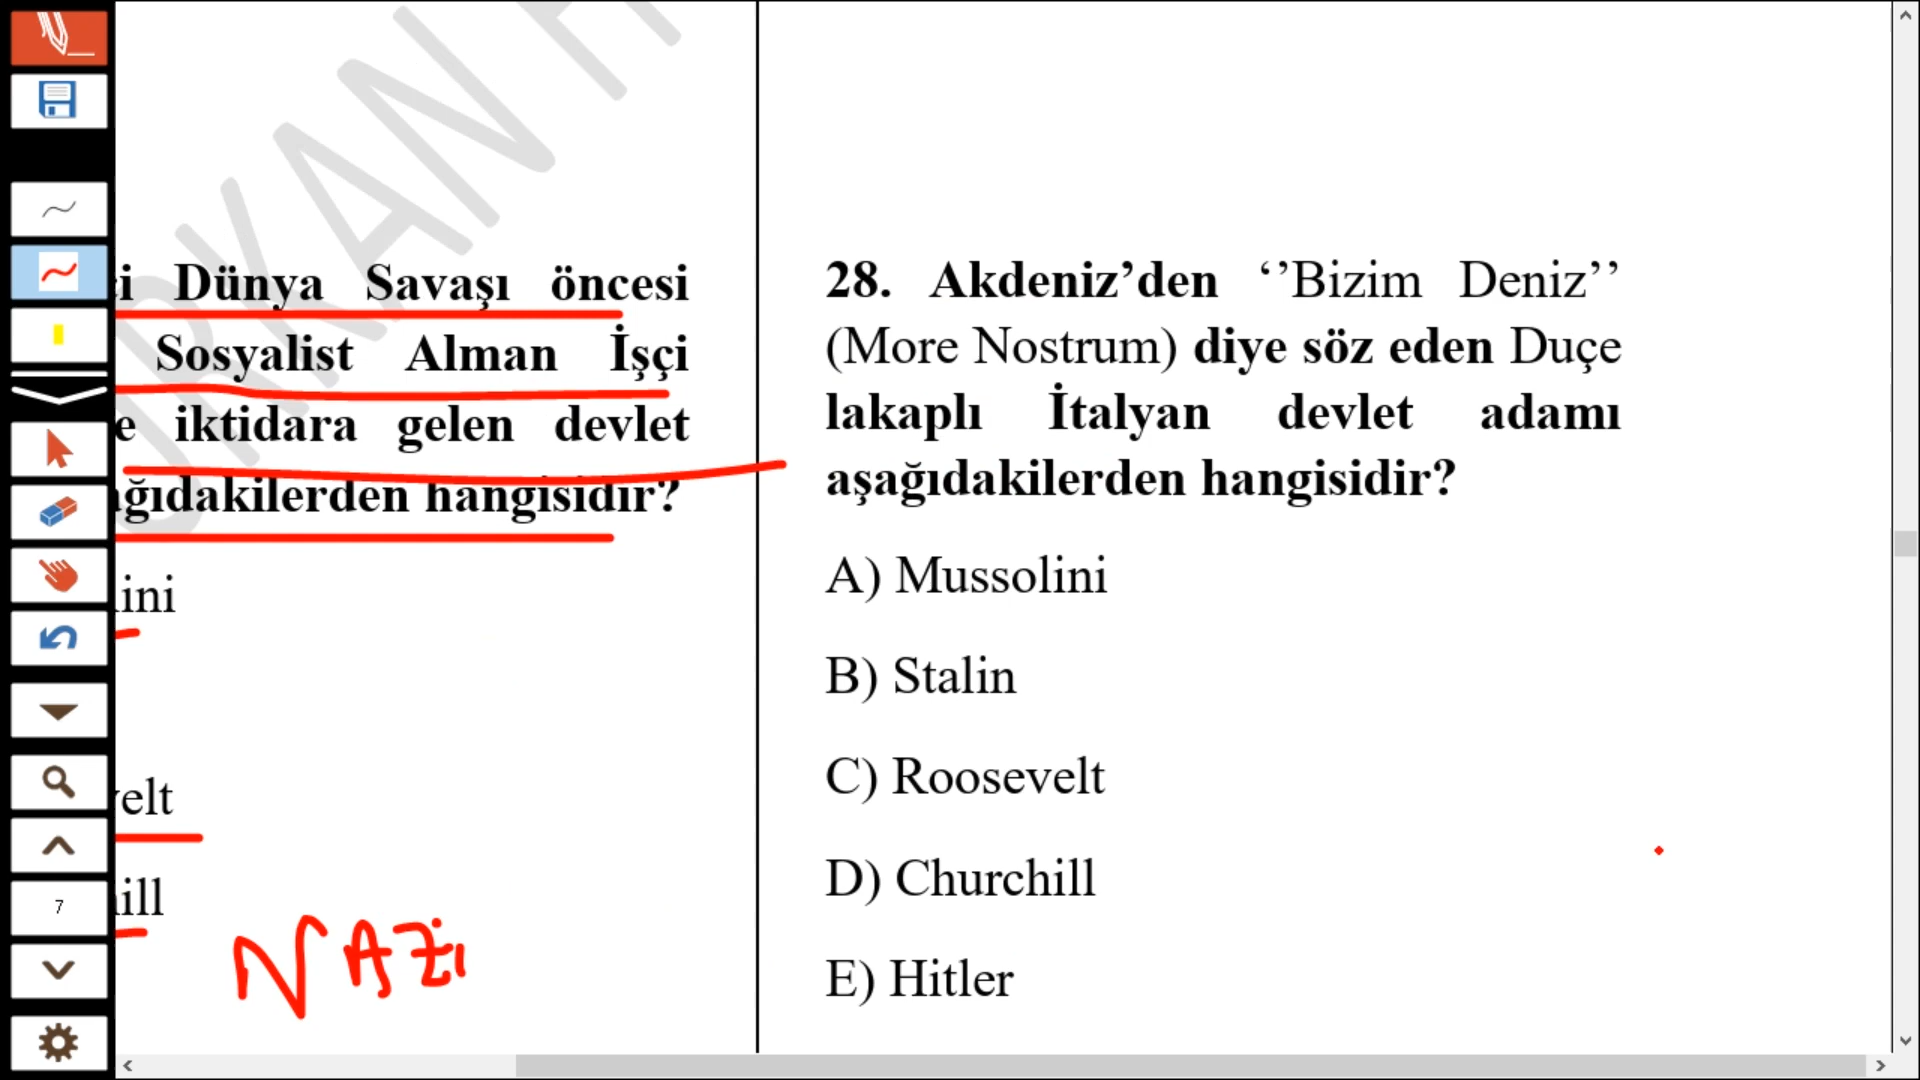 Dünya Savaşı öncesi
Sosyalist Alman İşçi
iktidara gelen devlet
ağıdakilerden hangisidir?
ini
elt
ill
NAZi
28. Akdeniz’den ‘’Bizim Deniz’’
(More Nostrum) diye söz eden Duçe
lakaplı İtalyan devlet adamı
aşağıdakilerden hangisidir?
A) Mussolini
B) Stalin
C) Roosevelt
D) Churchill
E) Hitler
7